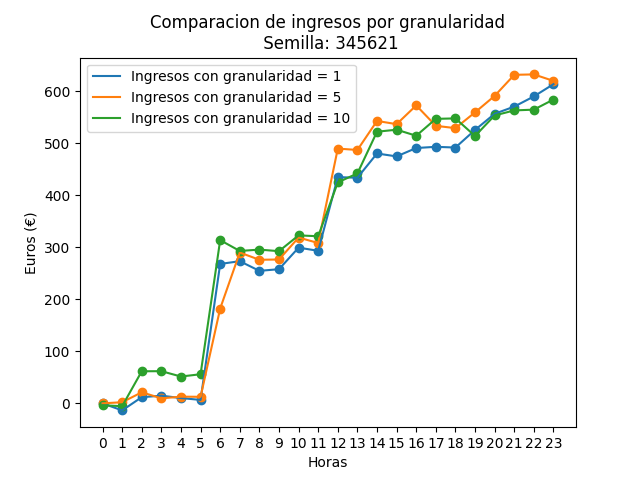 Comparacion de ingresos por granularidad
Semilla: 345621
Ingresos con granularidad = 1
Ingresos con granularidad = 5
Ingresos con granularidad = 10
Euros (€)
600
500
400
300
200
100
0
0 1 2 3 4 5 6 7 8 9 10 11 12 13 14 15 16 17 18 19 20 21 22 23
Horas